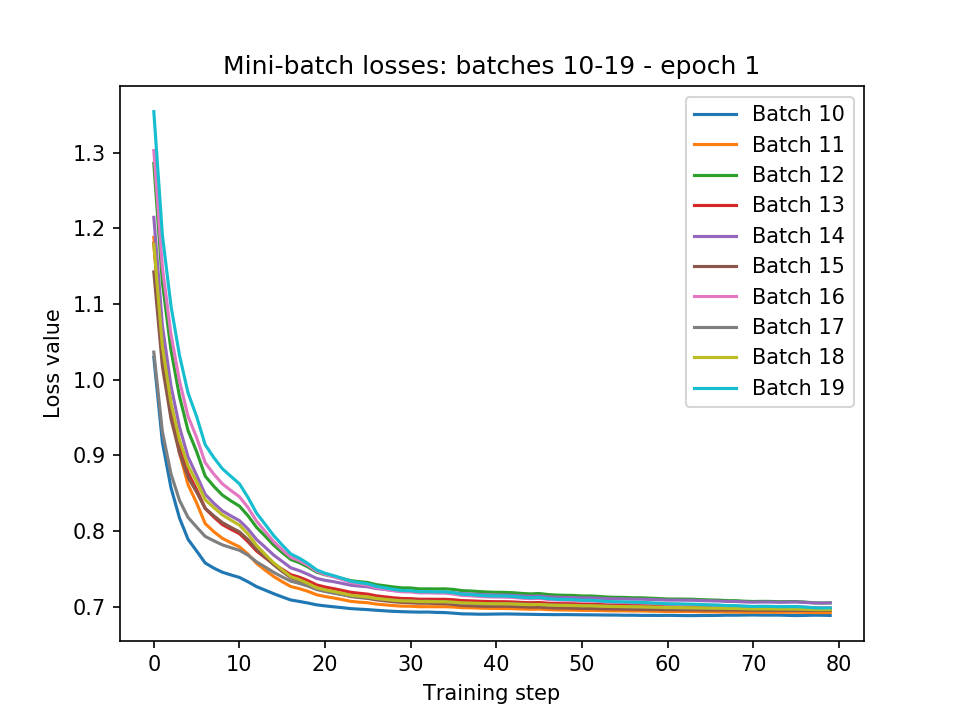 Mini-batch losses: batches 10-19 - epoch 1
Loss value
1.3
1.2
1.1
1.0
0.9
0.8
0.7
Batch 10
Batch 11
Batch 12
Batch 13
Batch 14
Batch 15
Batch 16
Batch 17
Batch 18
Batch 19
0 10 20 30 40 50 60 70 80
Training step